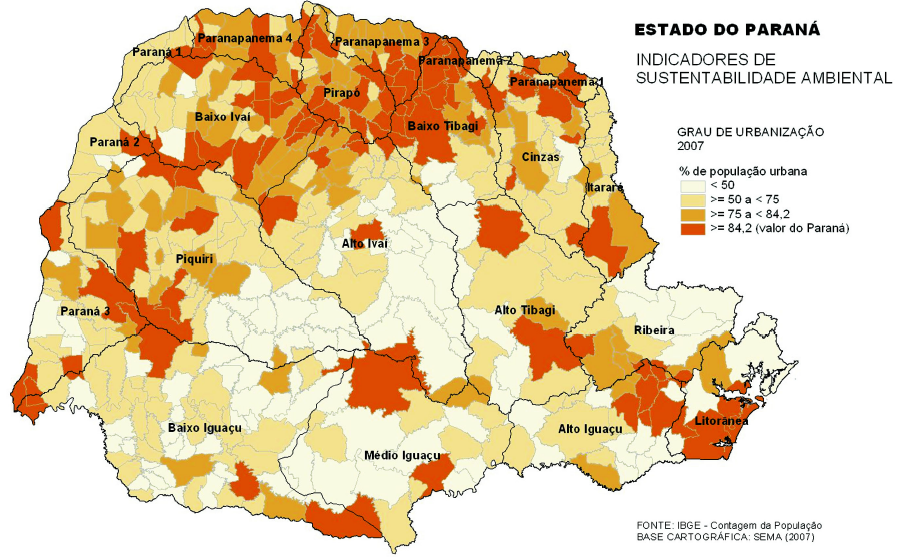 ESTADO DO PARANÁ
INDICADORES DE
SUSTENTABILIDADE AMBIENTAL
GRAU DE URBANIZAÇÃO
2007
% de população urbana
< 50
>= 50 a < 75
>= 75 a < 84,2
>= 84,2 (valor do Paraná)
Paraná 1
Paranapanema 4
Paranapanema 3
Paranapanema 2
Paranapanema 1
Pirapó
Baixo Ivaí
Baixo Tibagi
Paraná 2
Cinzas
Itararé
Alto Ivaí
Piquiri
Paraná 3
Alto Tibagi
Ribeira
Litorânea
Baixo Iguaçu
Alto Iguaçu
Médio Iguaçu
FONTE: IBGE - Contagem da População
BASE CARTOGRÁFICA: SEMA (2007)